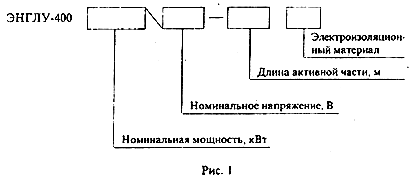 ЭНГЛУ-400
Электроизоляцион-
ный материал
Длина активной части, м
Номинальное напряжение, В
Номинальная мощность, кВт
Рис. 1